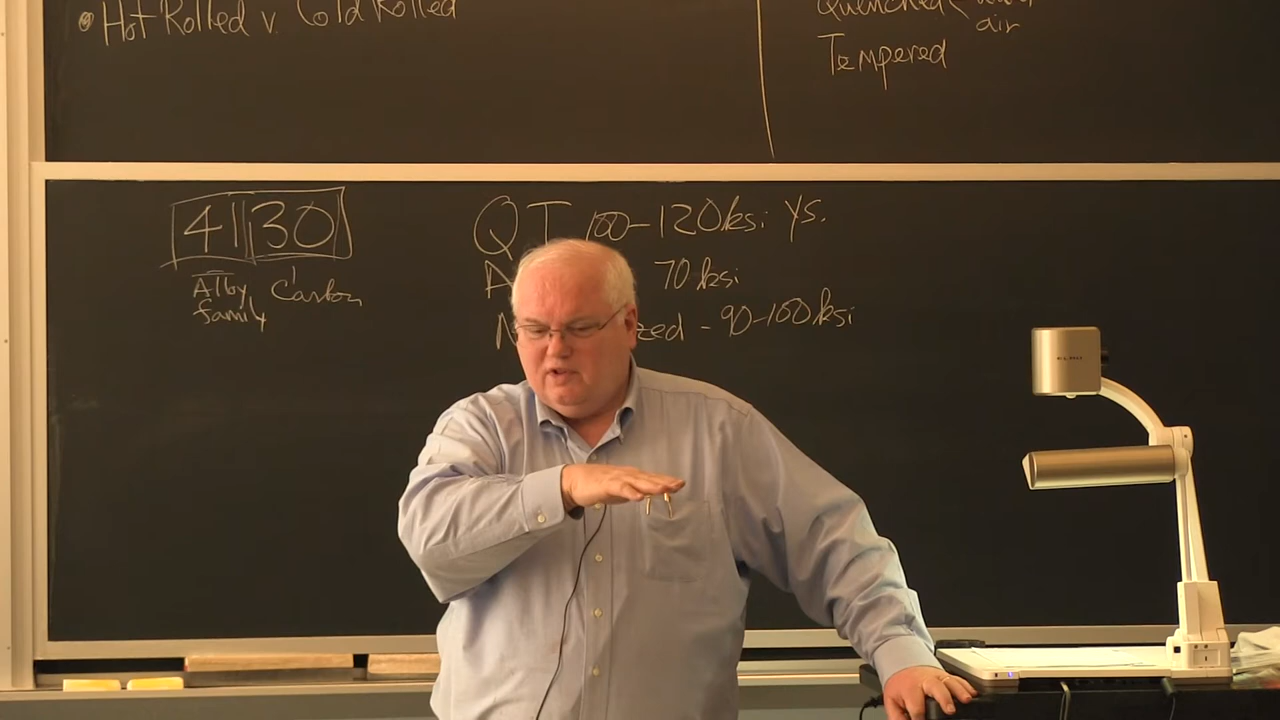 • Hot Rolled v. Cold Rolled
Quenched
air
Tempered
4130
Alloy family
Carbon
QT 100-120ksi ys.
A 70 ksi
N zed - 90-100ksi